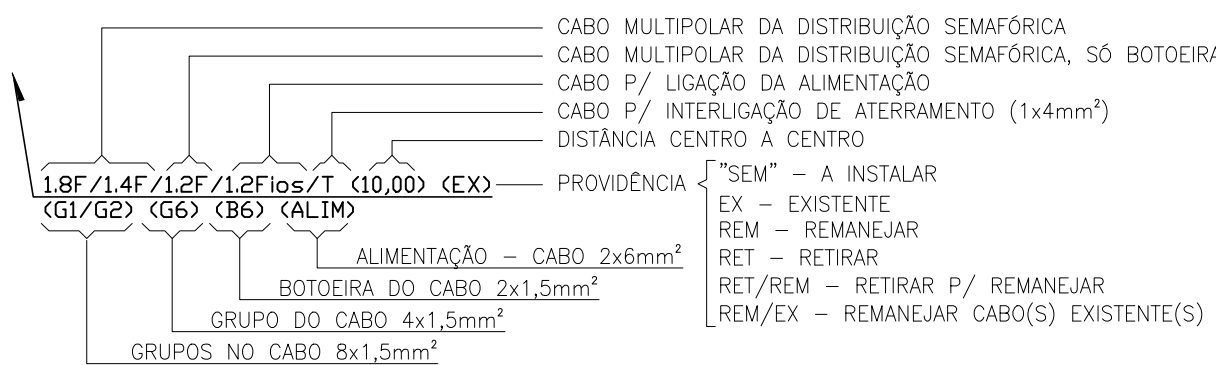 CABO MULTIPOLAR DA DISTRIBUIÇÃO SEMAFÓRICA
CABO MULTIPOLAR DA DISTRIBUIÇÃO SEMAFÓRICA, SÓ BOTOEIRA
CABO P/ LIGAÇÃO DA ALIMENTAÇÃO
CABO P/ INTERLIGAÇÃO DE ATERRAMENTO (1x4mm²)
DISTÂNCIA CENTRO A CENTRO
1.8F/1.4F/1.2F/1.2Fios/T (10,00) (EX)
(G1/G2) (G6) (B6) (ALIM)
PROVIDÊNCIA
"SEM" – A INSTALAR
EX – EXISTENTE
REM – REMANEJAR
RET – RETIRAR
RET/REM – RETIRAR P/ REMANEJAR
REM/EX – REMANEJAR CABO(S) EXISTENTE(S)
ALIMENTAÇÃO – CABO 2x6mm²
BOTOEIRA DO CABO 2x1,5mm²
GRUPO DO CABO 4x1,5mm²
GRUPOS NO CABO 8x1,5mm²